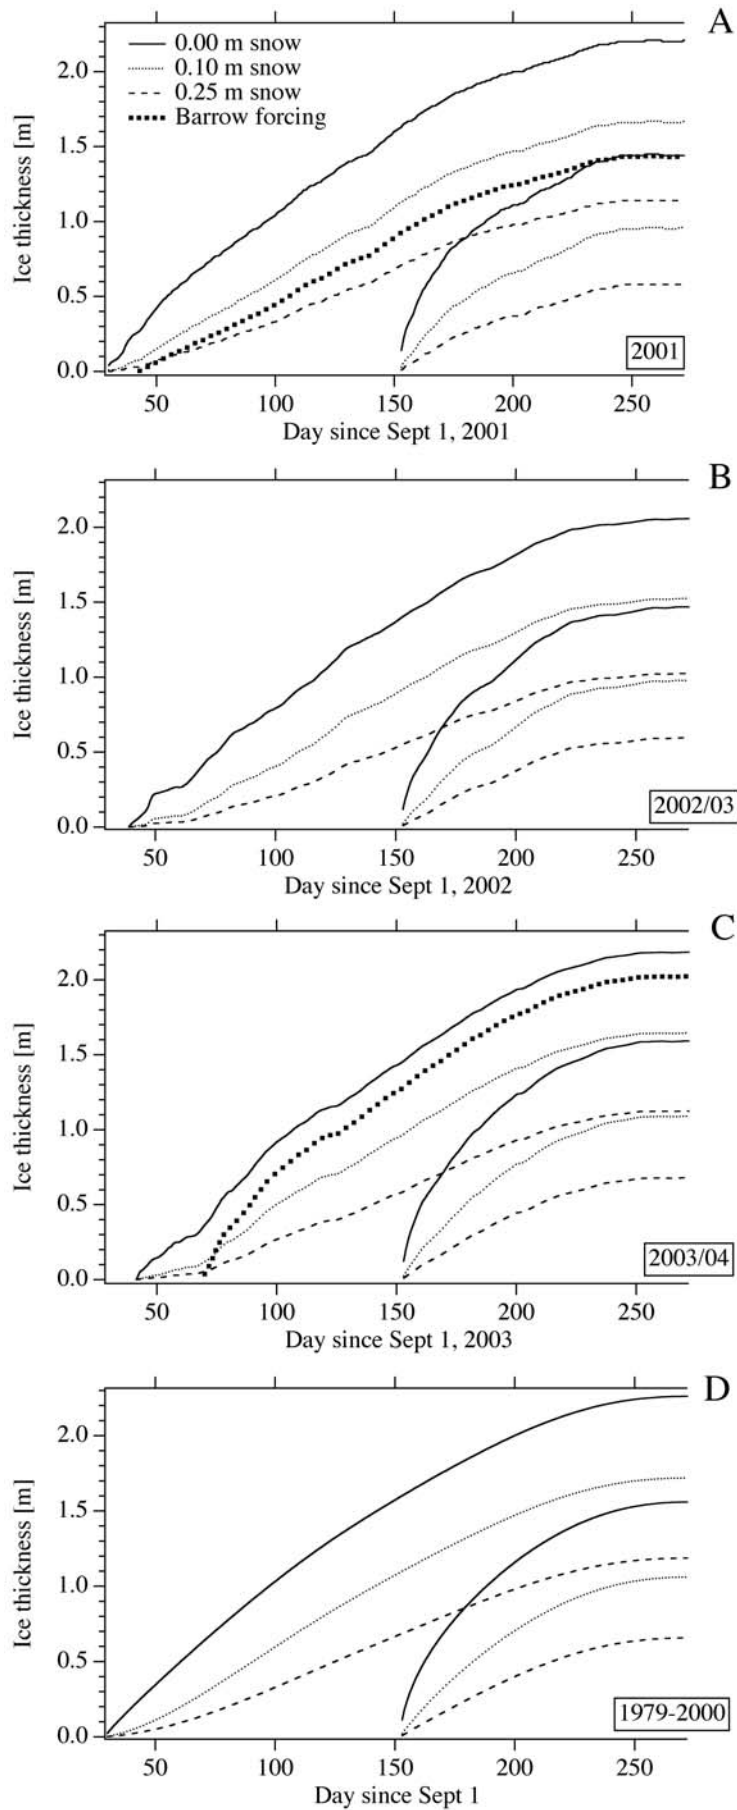 A
0.00 m snow
0.10 m snow
0.25 m snow
Barrow forcing
2.0
1.5
1.0
0.5
0.0
Ice thickness [m]
2001
50 100 150 200 250
Day since Sept 1, 2001
B
2.0
1.5
1.0
0.5
0.0
Ice thickness [m]
2002/03
50 100 150 200 250
Day since Sept 1, 2002
C
2.0
1.5
1.0
0.5
0.0
Ice thickness [m]
2003/04
50 100 150 200 250
Day since Sept 1, 2003
D
2.0
1.5
1.0
0.5
0.0
Ice thickness [m]
1979-2000
50 100 150 200 250
Day since Sept 1